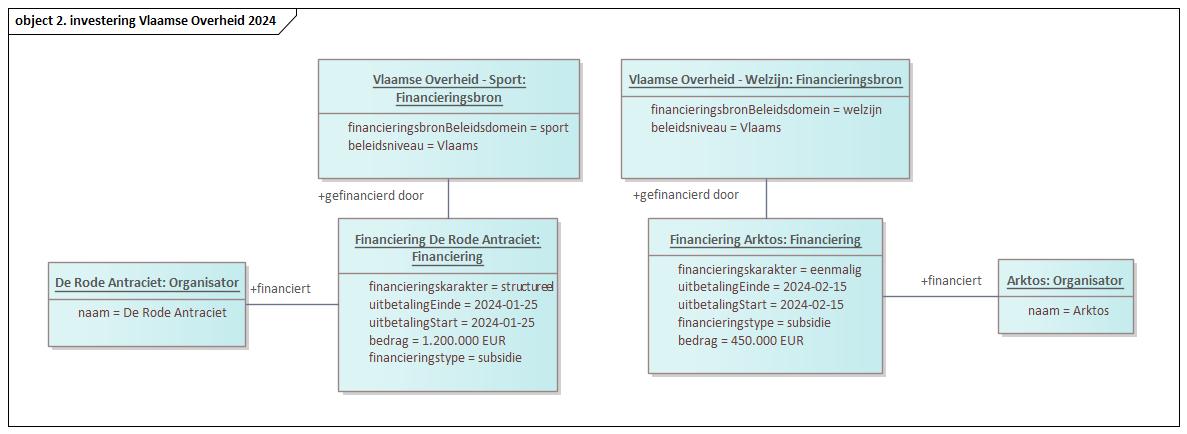 object 2. investering Vlaamse Overheid 2024
Vlaamse Overheid - Sport:
Financieringsbron
financieringsbronBeleidsdomein = sport
beleidsniveau = Vlaams
Vlaamse Overheid - Welzijn: Financieringsbron
financieringsbronBeleidsdomein = welzijn
beleidsniveau = Vlaams
+gefinancierd door
+gefinancierd door
De Rode Antraciet: Organisator
naam = De Rode Antraciet
+financiert
Financiering De Rode Antraciet:
Financiering
financieringskarakter = structureel
uitbetalingEinde = 2024-01-25
uitbetalingStart = 2024-01-25
bedrag = 1.200.000 EUR
financieringstype = subsidie
Financiering Arktos: Financiering
financieringskarakter = eenmalig
uitbetalingEinde = 2024-02-15
uitbetalingStart = 2024-02-15
financieringstype = subsidie
bedrag = 450.000 EUR
+financiert
Arktos: Organisator
naam = Arktos